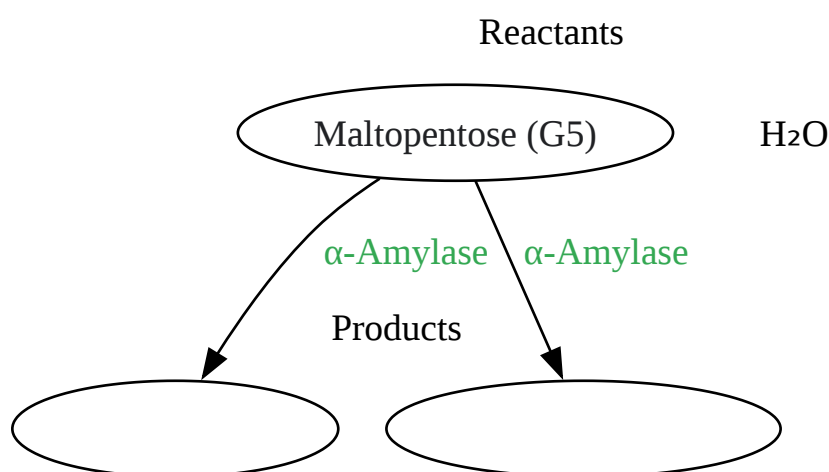 Reactants
Maltopentose (G5)
H₂O
α-Amylase
α-Amylase
Products